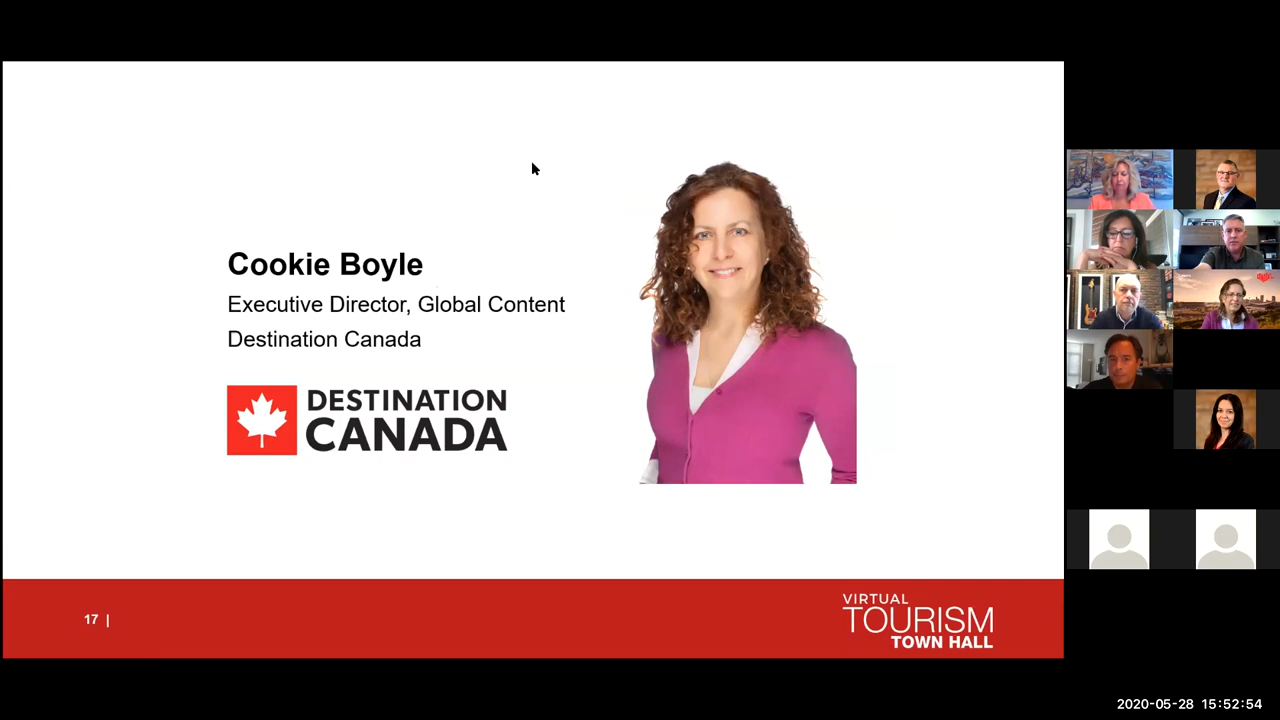 Cookie Boyle
Executive Director, Global Content
Destination Canada
DESTINATION
CANADA
17 |
VIRTUAL
TOURISM
TOWN HALL
2020-05-28 15:52:54